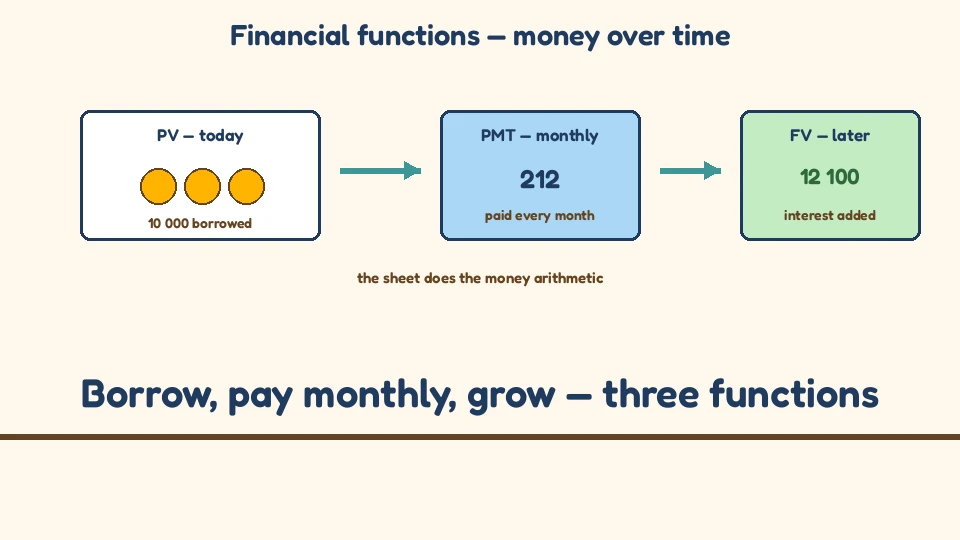 Financial functions — money over time
PV — today
10 000 borrowed
PMT — monthly
212
paid every month
FV — later
12 100
interest added
the sheet does the money arithmetic
Borrow, pay monthly, grow — three functions